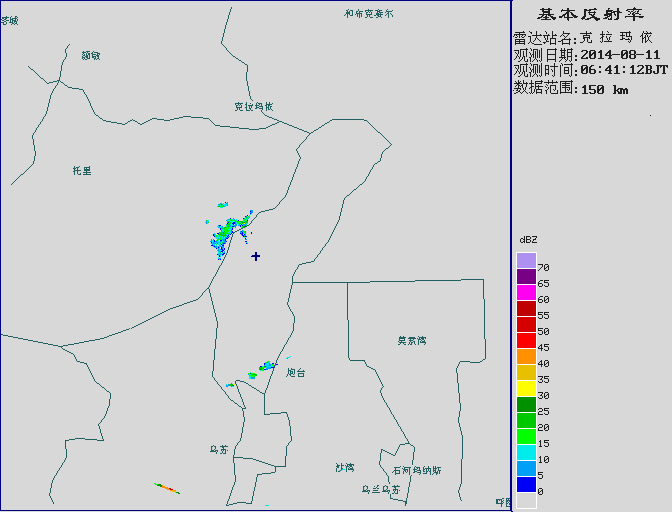 基本反射率
雷达站名: 克 拉 玛 依
观测日期: 2014-08-11
观测时间: 06:41:12BJT
数据范围: 150 km
和布克赛尔
额敏
克拉玛依
托里
莫索湾
炮台
乌苏
沙湾
石河玛纳斯
乌兰乌苏
dBZ
70
65
60
55
50
45
40
35
30
25
20
15
10
5
0